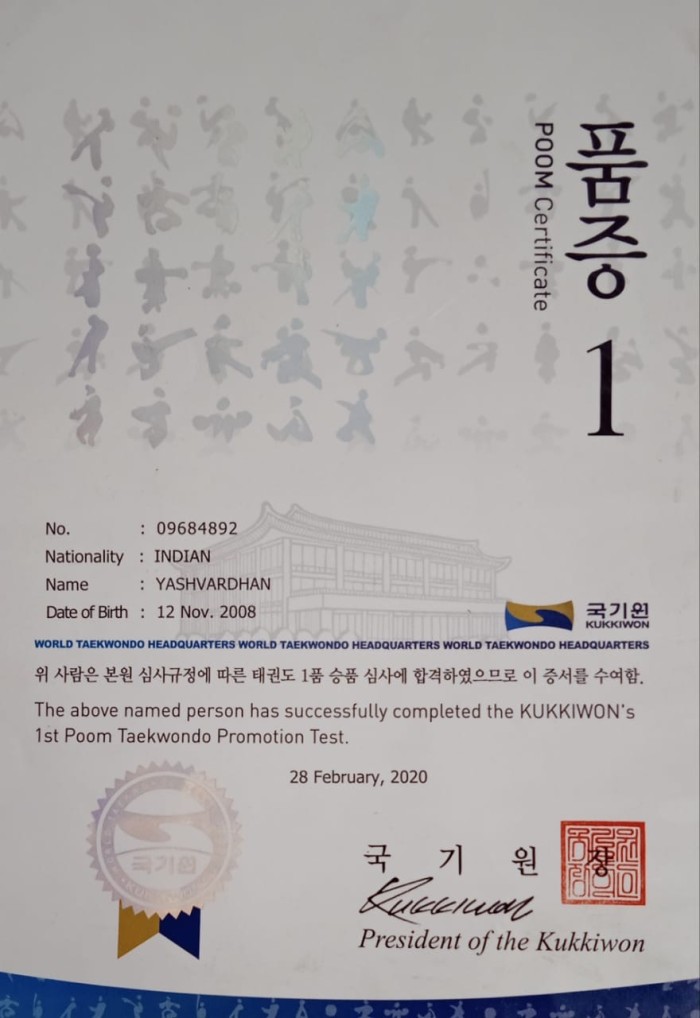 품증 1
POOM Certificate
No. : 09684892
Nationality : INDIAN
Name : YASHVARDHAN
Date of Birth : 12 Nov. 2008
국기원
KUKKIWON
WORLD TAEKWONDO HEADQUARTERS WORLD TAEKWONDO HEADQUARTERS WORLD TAEKWONDO HEADQUARTERS
위 사람은 본원 심사규정에 따른 태권도 1품 승품 심사에 합격하였으므로 이 증서를 수여함.
The above named person has successfully completed the KUKKIWON's
1st Poom Taekwondo Promotion Test.
28 February, 2020
국기원
국 기 원 장
Kukkiwon
President of the Kukkiwon